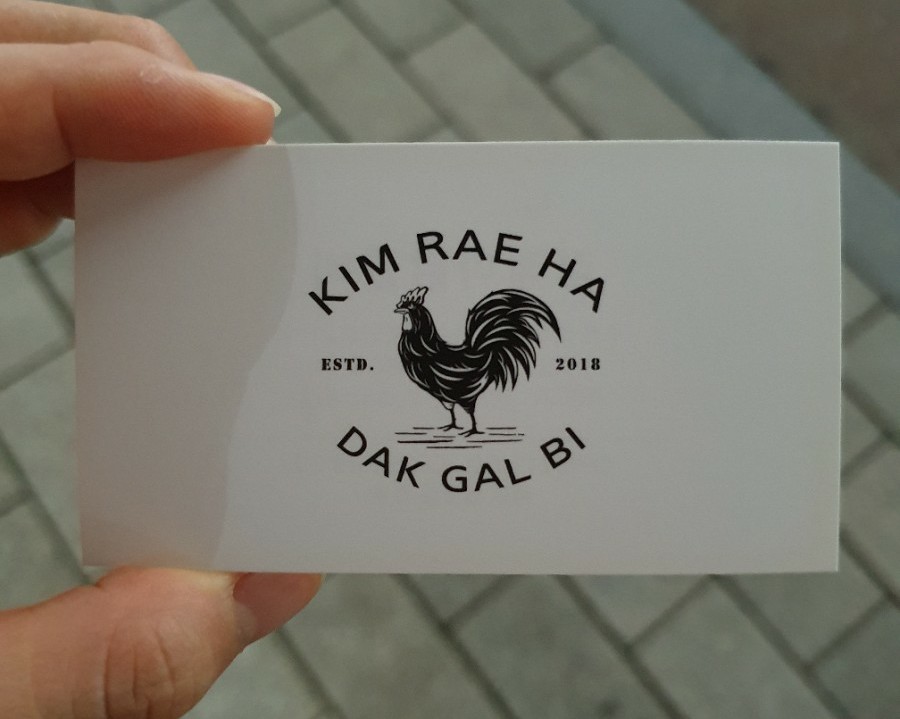 KIM RAE HA
ESTD. 2018
DAK GAL BI